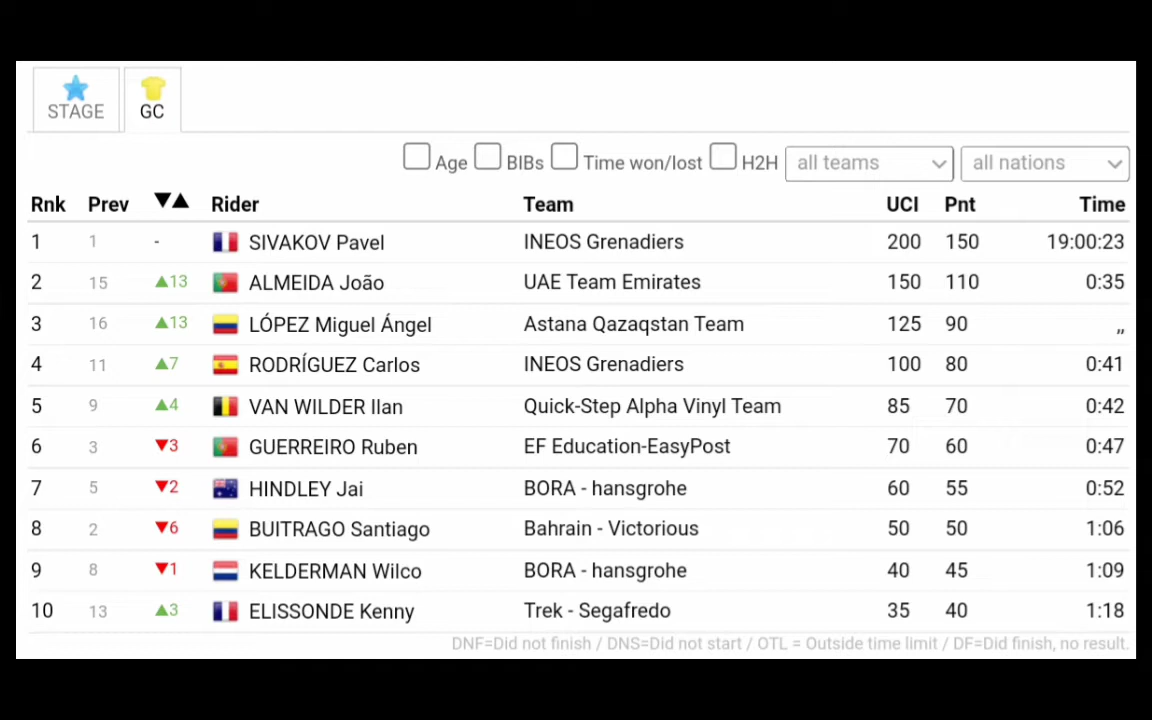 STAGE GC
Age BIBs Time won/lost H2H all teams all nations
Rnk Prev ▼▲ Rider Team UCI Pnt Time
1 1 - SIVAKOV Pavel INEOS Grenadiers 200 150 19:00:23
2 15 ▲13 ALMEIDA João UAE Team Emirates 150 110 0:35
3 16 ▲13 LÓPEZ Miguel Ángel Astana Qazaqstan Team 125 90 ,,
4 11 ▲7 RODRÍGUEZ Carlos INEOS Grenadiers 100 80 0:41
5 9 ▲4 VAN WILDER Ilan Quick-Step Alpha Vinyl Team 85 70 0:42
6 3 ▼3 GUERREIRO Ruben EF Education-EasyPost 70 60 0:47
7 5 ▼2 HINDLEY Jai BORA - hansgrohe 60 55 0:52
8 2 ▼6 BUITRAGO Santiago Bahrain - Victorious 50 50 1:06
9 8 ▼1 KELDERMAN Wilco BORA - hansgrohe 40 45 1:09
10 13 ▲3 ELISSONDE Kenny Trek - Segafredo 35 40 1:18
DNF=Did not finish / DNS=Did not start / OTL = Outside time limit / DF=Did finish, no result.